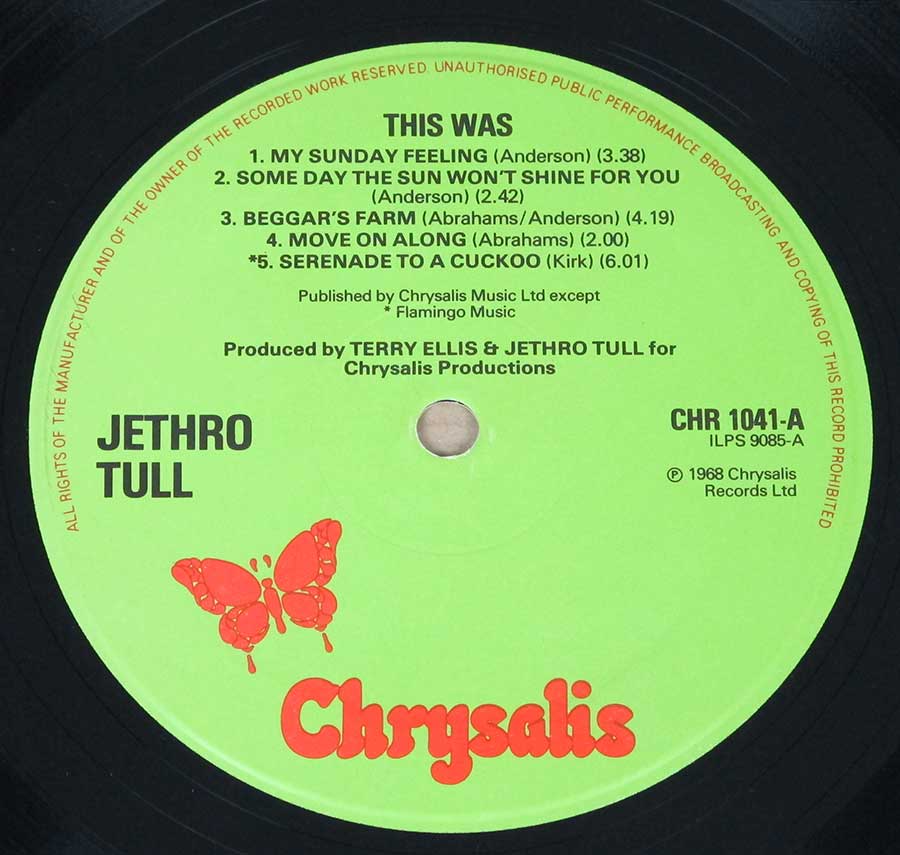 ALL RIGHTS OF THE MANUFACTURER AND OF THE OWNER OF THE RECORDED WORK RESERVED. UNAUTHORISED PUBLIC PERFORMANCE BROADCASTING AND COPYING OF THIS RECORD PROHIBITED
THIS WAS
1. MY SUNDAY FEELING (Anderson) (3.38)
2. SOME DAY THE SUN WON'T SHINE FOR YOU
(Anderson) (2.42)
3. BEGGAR'S FARM (Abrahams/Anderson) (4.19)
4. MOVE ON ALONG (Abrahams) (2.00)
*5. SERENADE TO A CUCKOO (Kirk) (6.01)
Published by Chrysalis Music Ltd except
* Flamingo Music
Produced by TERRY ELLIS & JETHRO TULL for
Chrysalis Productions
JETHRO
TULL
CHR 1041-A
ILPS 9085-A
℗ 1968 Chrysalis
Records Ltd
Chrysalis